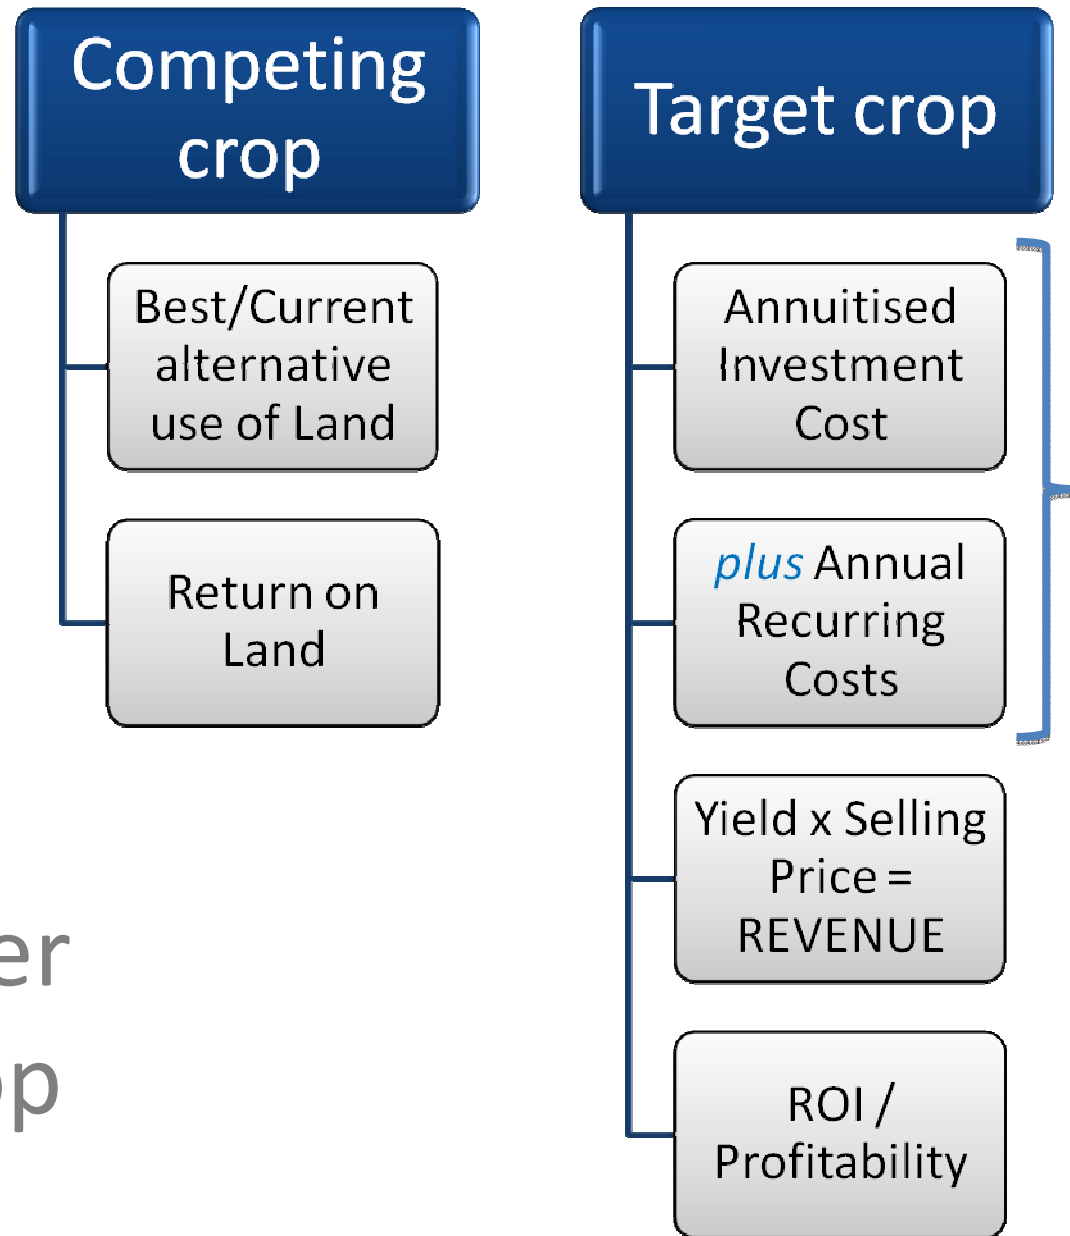 Competing
crop
Best/Current
alternative
use of Land
Return on
Land
Target crop
Annuitised
Investment
Cost
plus Annual
Recurring
Costs
Yield x Selling
Price =
REVENUE
ROI /
Profitability